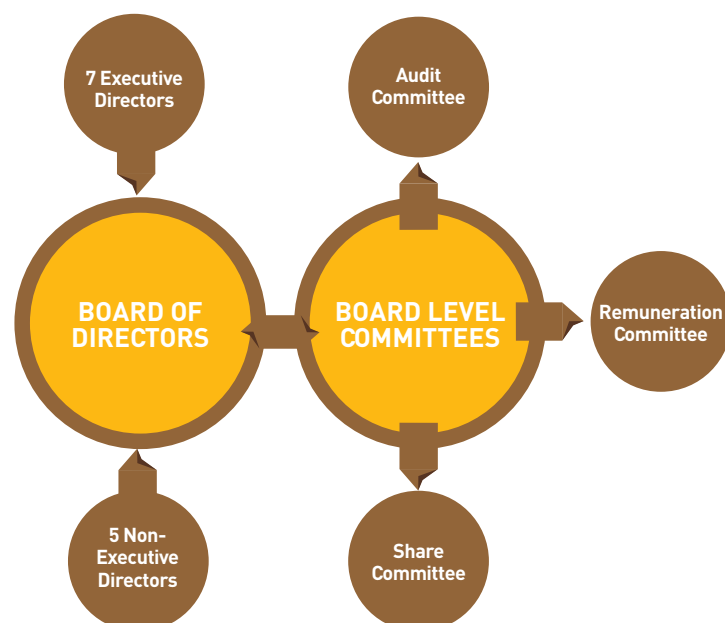 7 Executive
Directors
Audit
Committee
BOARD OF
DIRECTORS
BOARD LEVEL
COMMITTEES
Remuneration
Committee
5 Non-
Executive
Directors
Share
Committee